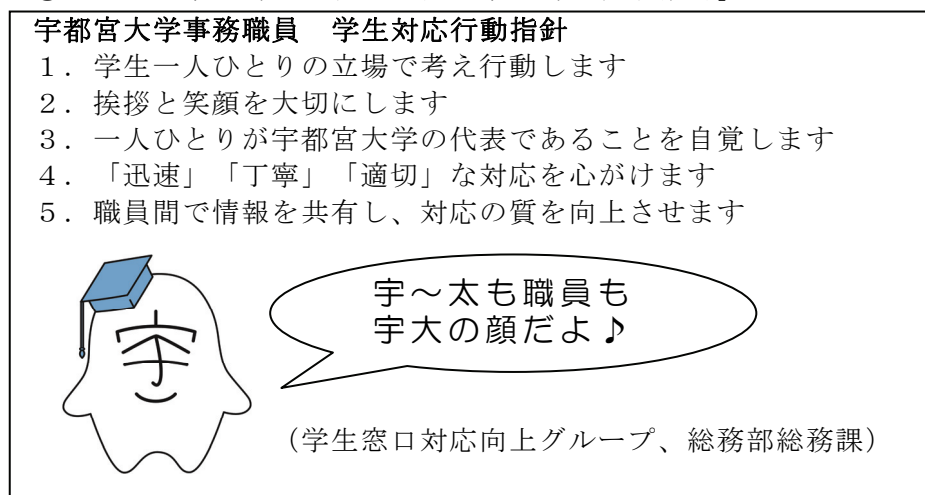 宇都宮大学事務職員　学生対応行動指針
１．学生一人ひとりの立場で考え行動します
２．挨拶と笑顔を大切にします
３．一人ひとりが宇都宮大学の代表であることを自覚します
４．「迅速」「丁寧」「適切」な対応を心がけます
５．職員間で情報を共有し、対応の質を向上させます
宇～太も職員も
宇大の顔だよ♪
宇
（学生窓口対応向上グループ、総務部総務課）